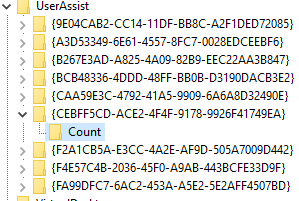 UserAssist
{9E04CAB2-CC14-11DF-BB8C-A2F1DED72085}
{A3D53349-6E61-4557-8FC7-0028EDCEEBF6}
{B267E3AD-A825-4A09-82B9-EEC22AA3B847}
{BCB48336-4DDD-48FF-BB0B-D3190DACB3E2}
{CAA59E3C-4792-41A5-9909-6A6A8D32490E}
{CEBFF5CD-ACE2-4F4F-9178-9926F41749EA}
Count
{F2A1CB5A-E3CC-4A2E-AF9D-505A7009D442}
{F4E57C4B-2036-45F0-A9AB-443BCFE33D9F}
{FA99DFC7-6AC2-453A-A5E2-5E2AFF4507BD}